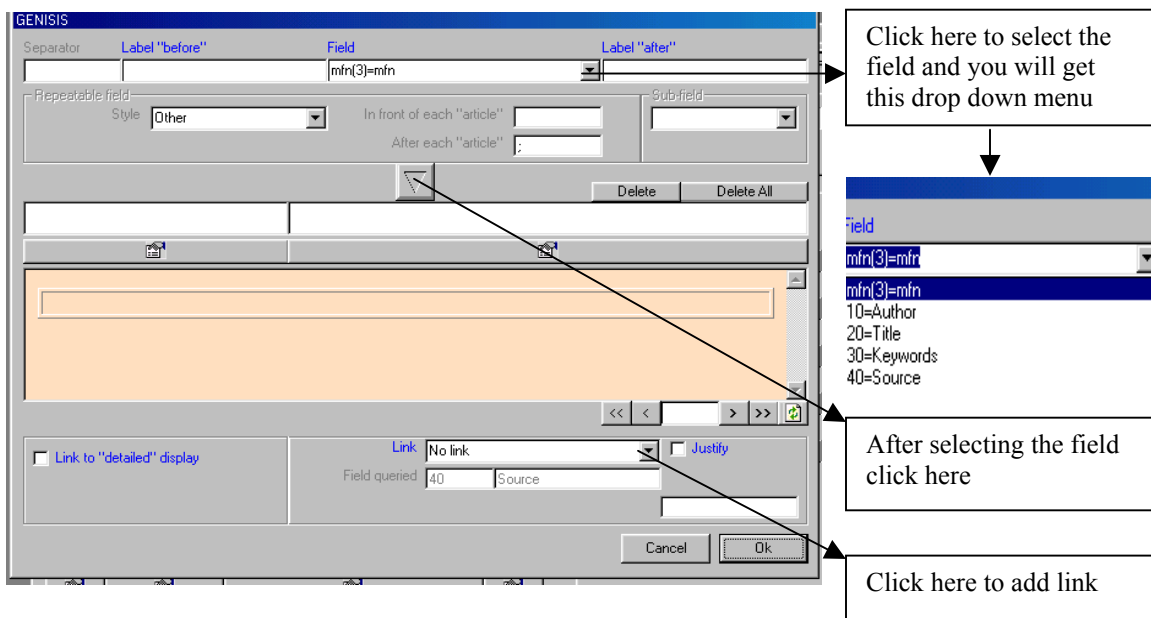 GENISIS
Separator Label "before" Field Label "after"
mfn(3)=mfn
Repeatable field
Style Other In front of each "article"
After each "article" ;
Sub-field
Delete Delete All
<< < > >>
Link to "detailed" display
Link No link Justify
Field queried 40 Source
Cancel Ok
Click here to select the
field and you will get
this drop down menu
Field
mfn(3)=mfn
mfn(3)=mfn
10=Author
20=Title
30=Keywords
40=Source
After selecting the field
click here
Click here to add link